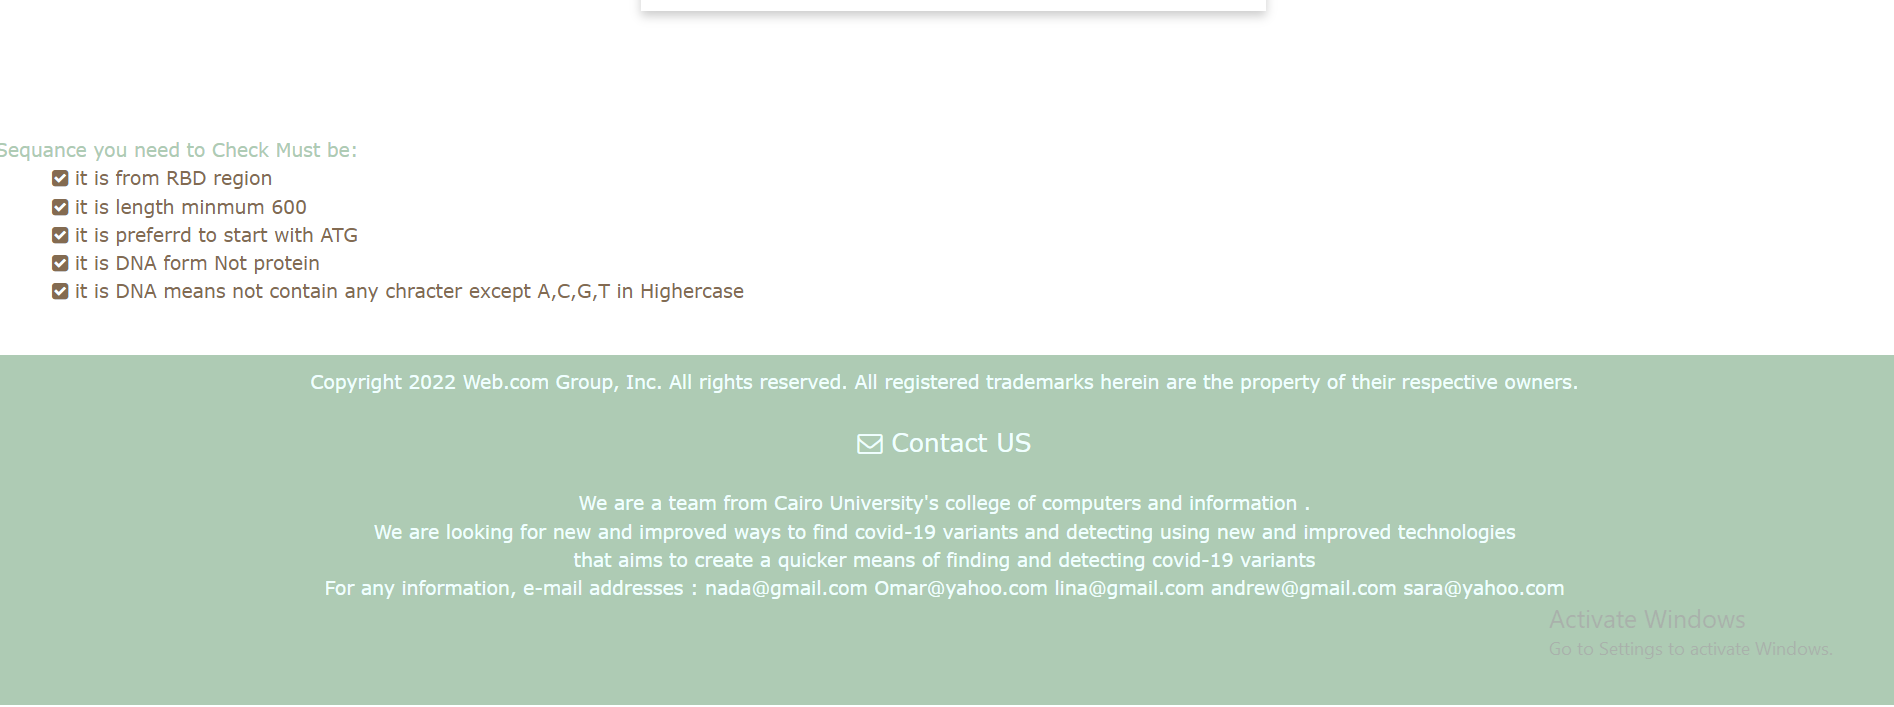 Sequance you need to Check Must be:
it is from RBD region
it is length minmum 600
it is preferrd to start with ATG
it is DNA form Not protein
it is DNA means not contain any chracter except A,C,G,T in Highercase
Copyright 2022 Web.com Group, Inc. All rights reserved. All registered trademarks herein are the property of their respective owners.
Contact US
We are a team from Cairo University's college of computers and information .
We are looking for new and improved ways to find covid-19 variants and detecting using new and improved technologies
that aims to create a quicker means of finding and detecting covid-19 variants
For any information, e-mail addresses : nada@gmail.com Omar@yahoo.com lina@gmail.com andrew@gmail.com sara@yahoo.com
Activate Windows
Go to Settings to activate Windows.